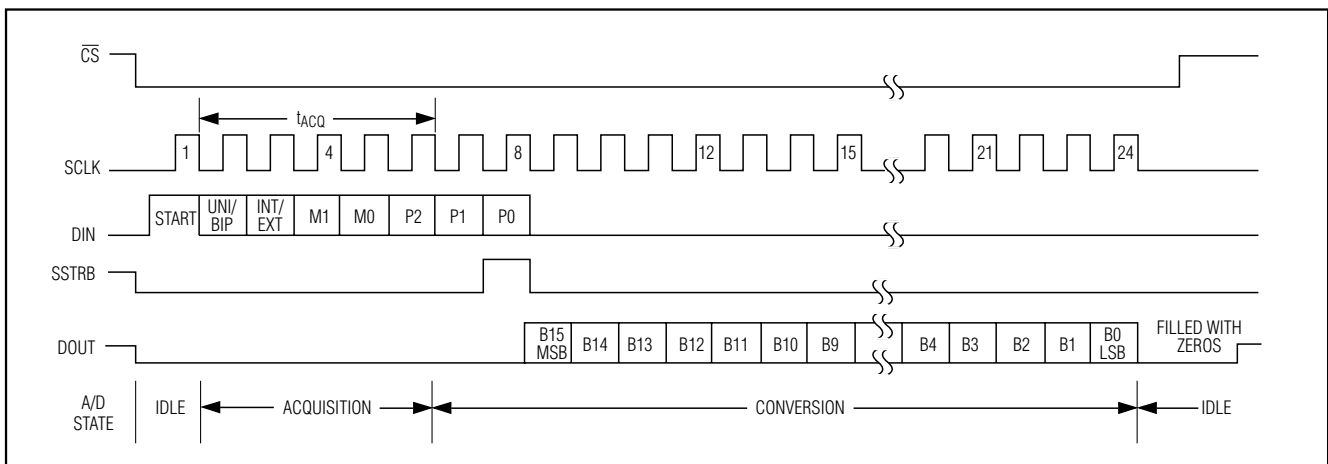 CS
tACQ
SCLK 1 4 8 12 15 21 24
DIN START UNI/ BIP INT/ EXT M1 M0 P2 P1 P0
SSTRB
DOUT B15 MSB B14 B13 B12 B11 B10 B9 B4 B3 B2 B1 B0 LSB FILLED WITH ZEROS
A/D STATE IDLE ACQUISITION CONVERSION IDLE